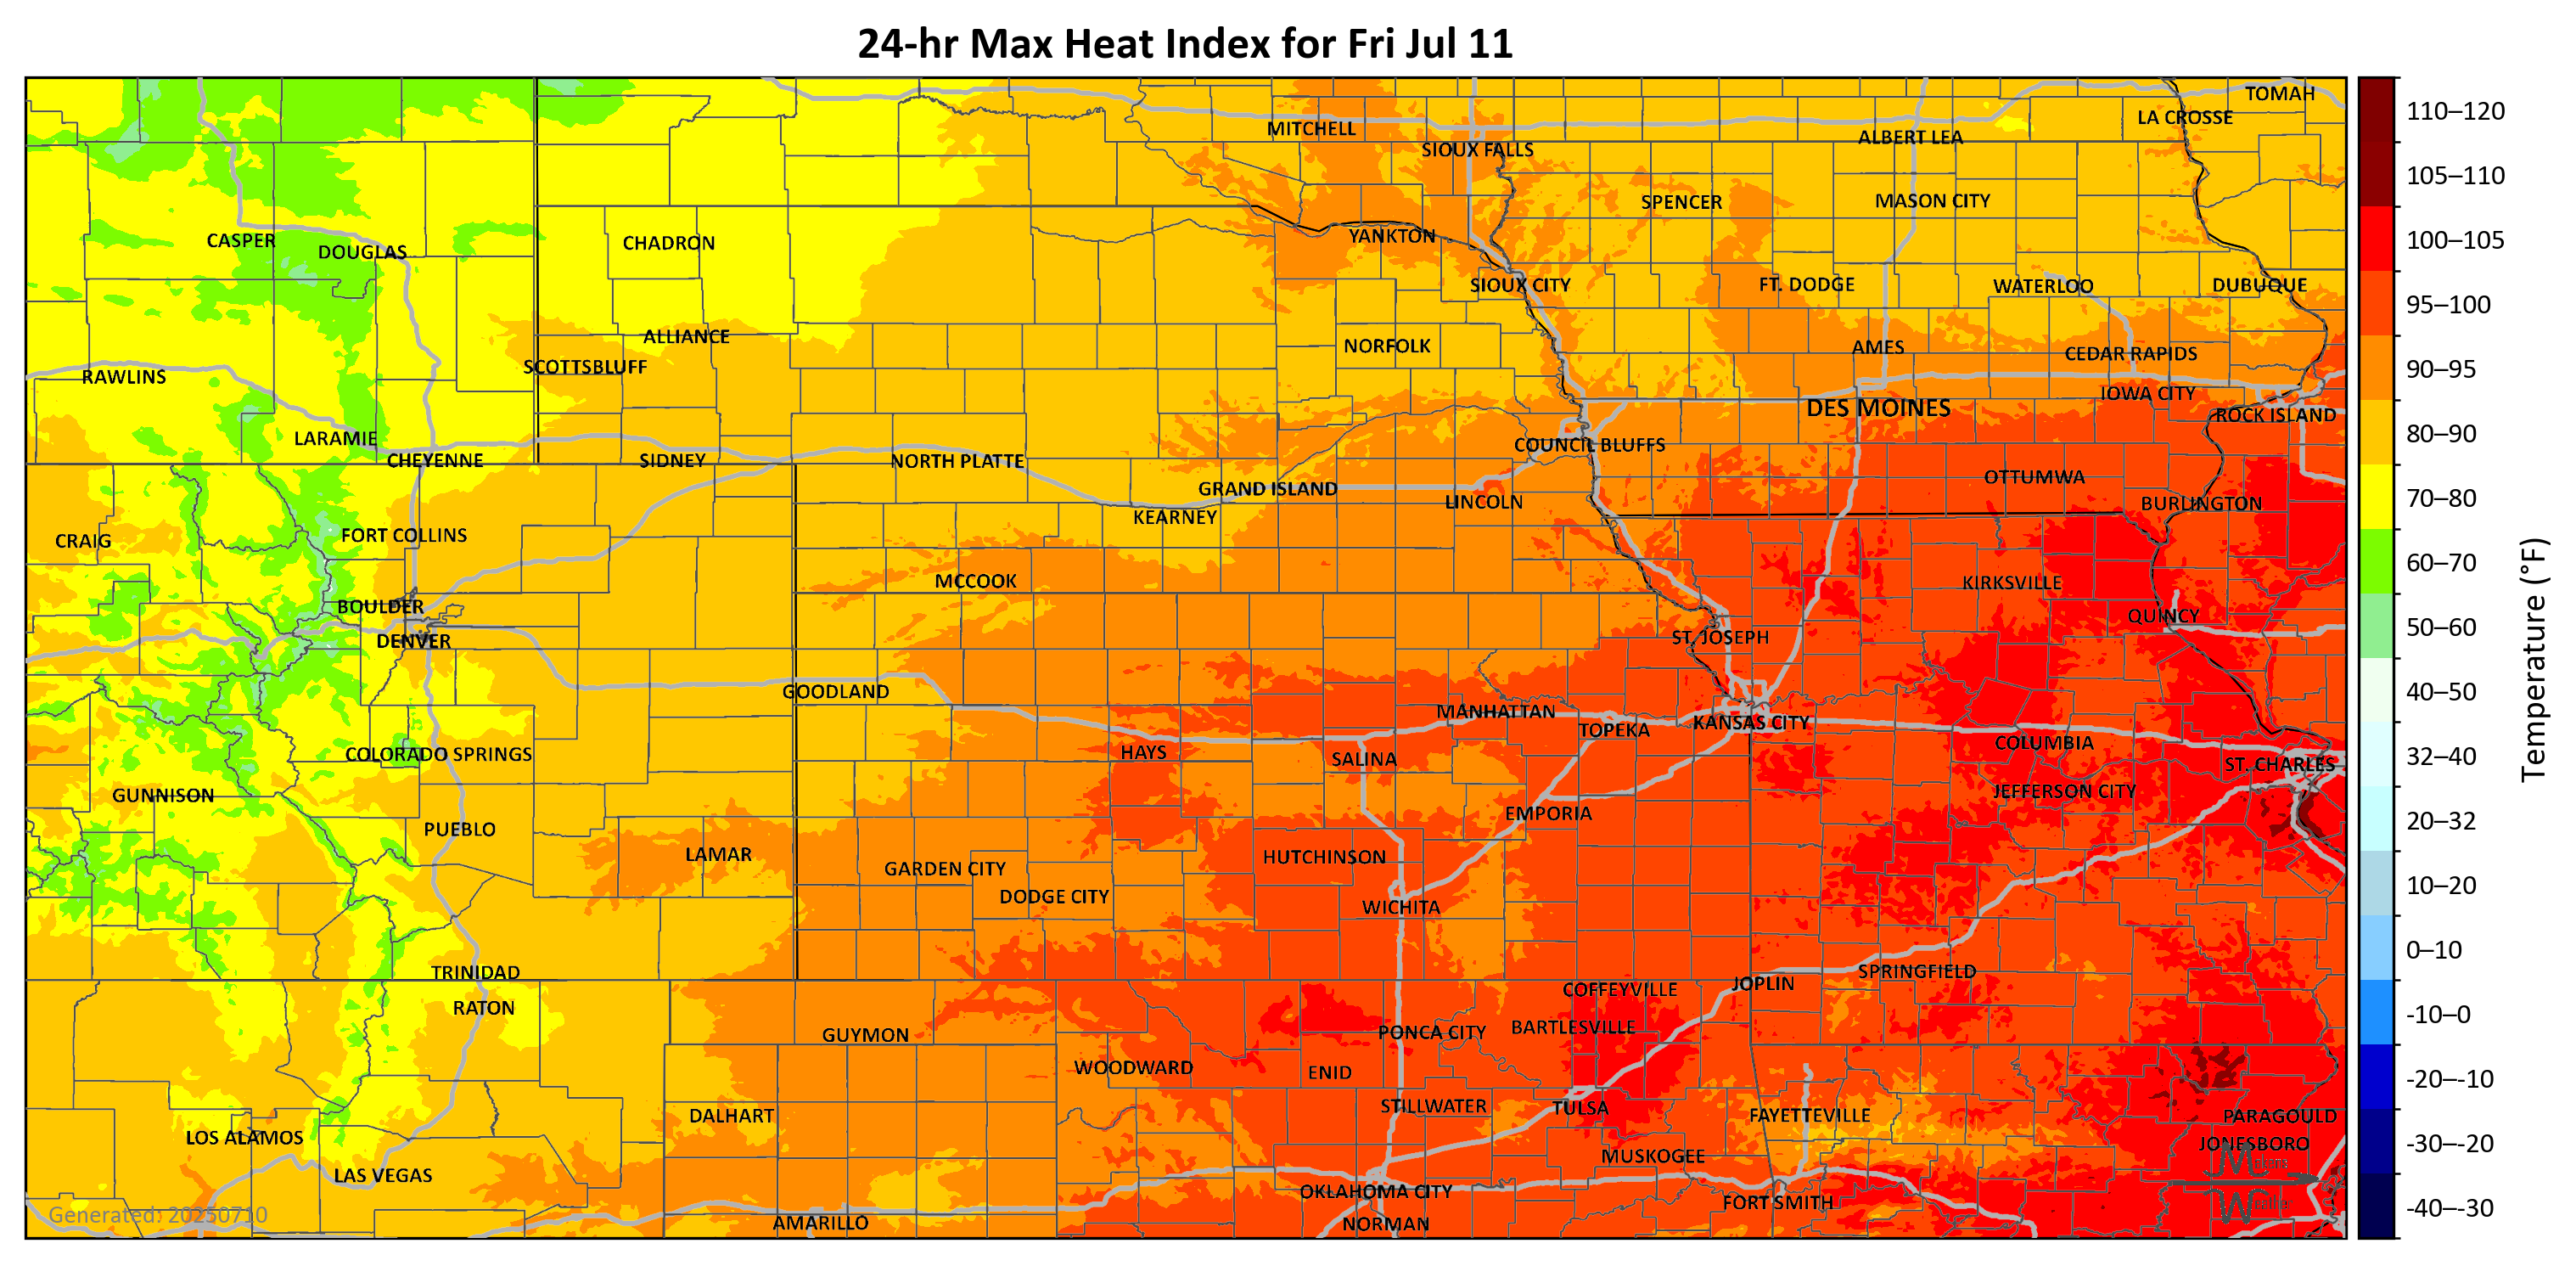 24-hr Max Heat Index for Fri Jul 11
TOMAH
LA CROSSE
MITCHELL
ALBERT LEA
SIOUX FALLS
SPENCER
MASON CITY
CASPER
DOUGLAS
CHADRON
YANKTON
SIOUX CITY
FT. DODGE
WATERLOO
DUBUQUE
ALLIANCE
NORFOLK
AMES
CEDAR RAPIDS
SCOTTSBLUFF
RAWLINS
IOWA CITY
DES MOINES
ROCK ISLAND
LARAMIE
COUNCIL BLUFFS
CHEYENNE
SIDNEY
NORTH PLATTE
OTTUMWA
GRAND ISLAND
LINCOLN
BURLINGTON
KEARNEY
FORT COLLINS
CRAIG
MCCOOK
KIRKSVILLE
BOULDER
QUINCY
DENVER
ST. JOSEPH
GOODLAND
MANHATTAN
KANSAS CITY
TOPEKA
COLUMBIA
HAYS
COLORADO SPRINGS
SALINA
ST. CHARLES
JEFFERSON CITY
GUNNISON
EMPORIA
PUEBLO
LAMAR
HUTCHINSON
GARDEN CITY
DODGE CITY
WICHITA
TRINIDAD
SPRINGFIELD
JOPLIN
COFFEYVILLE
RATON
BARTLESVILLE
PONCA CITY
GUYMON
WOODWARD
ENID
STILLWATER
TULSA
DALHART
FAYETTEVILLE
PARAGOULD
LOS ALAMOS
JONESBORO
MUSKOGEE
LAS VEGAS
OKLAHOMA CITY
FORT SMITH
AMARILLO
NORMAN
Generated: 20250710
110–120
105–110
100–105
95–100
90–95
80–90
70–80
60–70
50–60
40–50
32–40
20–32
10–20
0–10
-10–0
-20–-10
-30–-20
-40–-30
Temperature (°F)